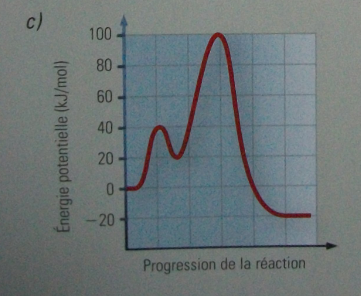 c)
Énergie potentielle (kJ/mol)
100
80
60
40
20
0
−20
Progression de la réaction